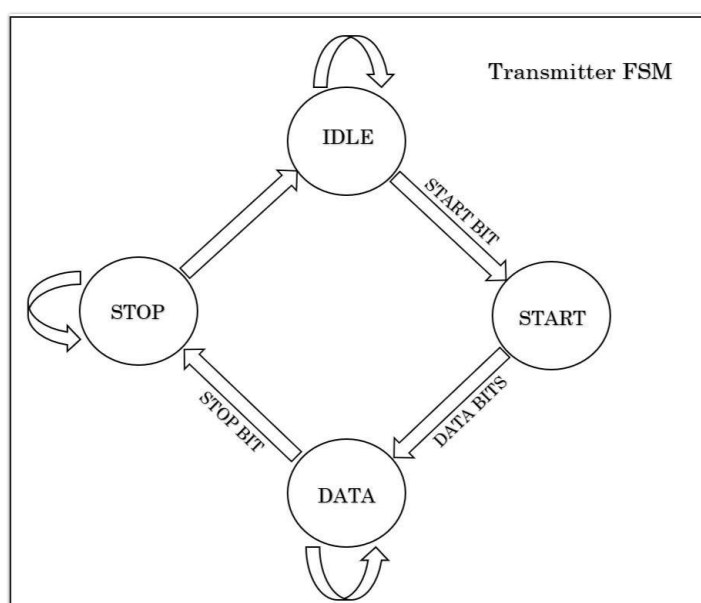 Transmitter FSM
IDLE
START BIT
STOP
START
STOP BIT
DATA BITS
DATA